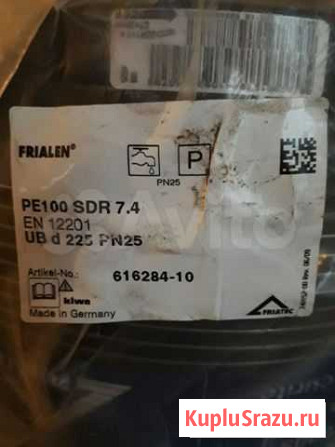 FRIALEN®
P
PN25
PE100 SDR 7.4
EN 12201
UB d 225 PN25
Artikel-No.: 616284-10
kiwa
FRIATEC
Made in Germany
Avito
KupluSrazu.ru